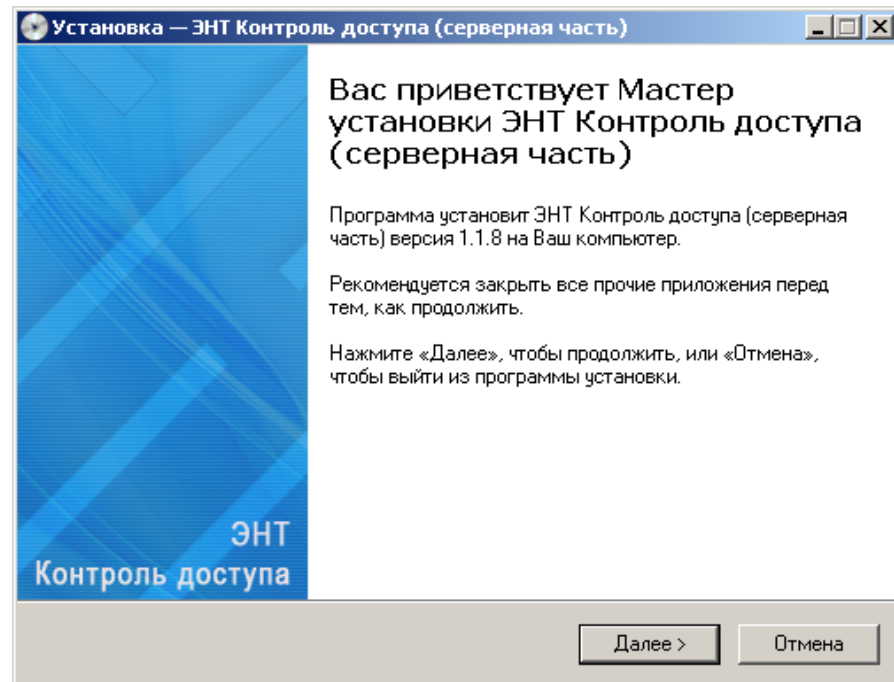 Установка — ЭНТ Контроль доступа (серверная часть)
Вас приветствует Мастер
установки ЭНТ Контроль доступа
(серверная часть)
Программа установит ЭНТ Контроль доступа (серверная
часть) версия 1.1.8 на Ваш компьютер.
Рекомендуется закрыть все прочие приложения перед
тем, как продолжить.
Нажмите «Далее», чтобы продолжить, или «Отмена»,
чтобы выйти из программы установки.
ЭНТ
Контроль доступа
Далее >
Отмена